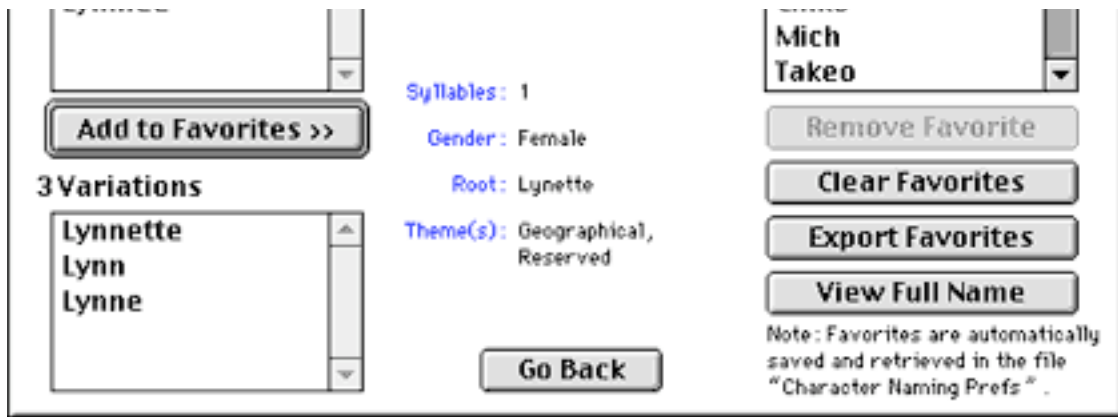 Add to Favorites >>
3 Variations
Lynnette
Lynn
Lynne
Syllables: 1
Gender: Female
Root: Lynette
Theme(s): Geographical,
Reserved
Go Back
Mich
Takeo
Remove Favorite
Clear Favorites
Export Favorites
View Full Name
Note: Favorites are automatically
saved and retrieved in the file
"Character Naming Prefs" .